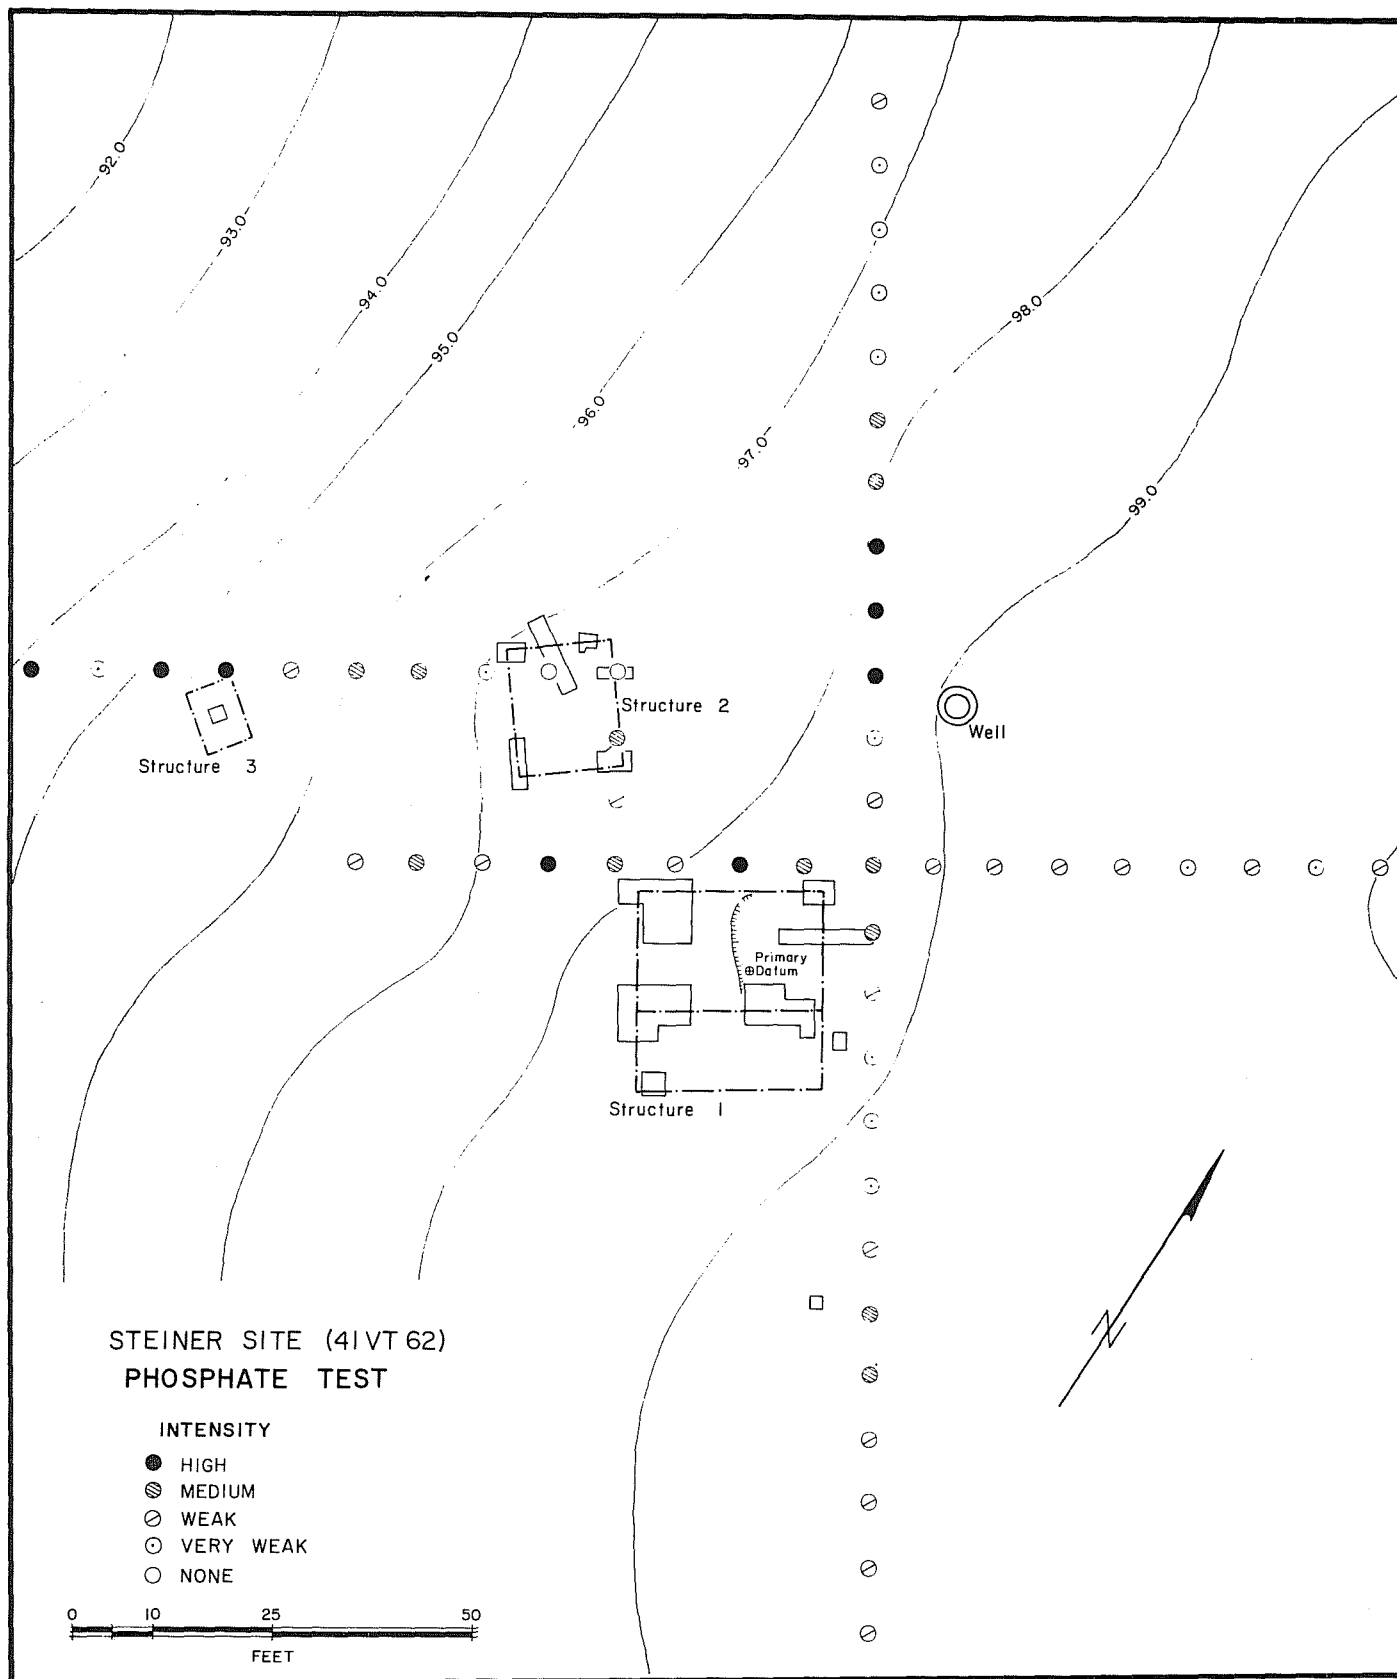 92.0
93.0
94.0
95.0
96.0
97.0
98.0
99.0
Structure 2
Well
Structure 3
Primary
Datum
Structure 1
N
STEINER SITE (41 VT 62)
PHOSPHATE TEST
INTENSITY
HIGH
MEDIUM
WEAK
VERY WEAK
NONE
0 10 25 50
FEET